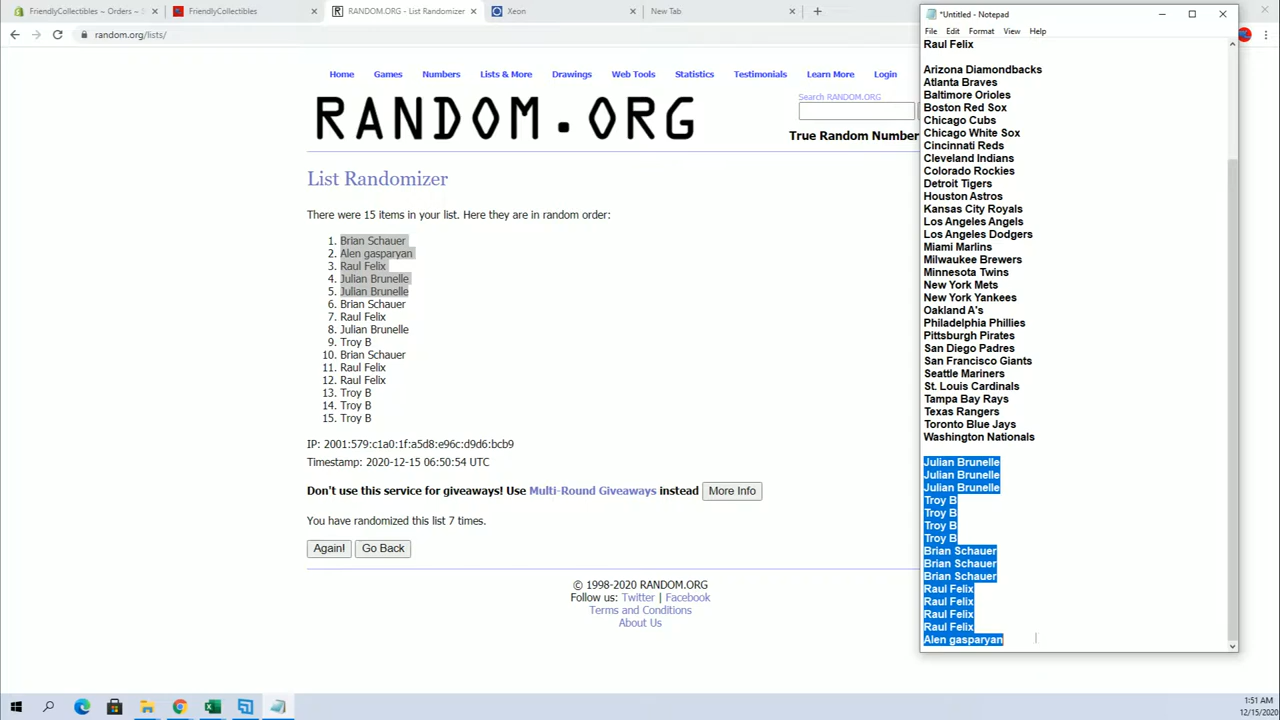 FriendlyCollectibles ~ Orders ~ S
FriendlyCollectibles
RANDOM.ORG - List Randomizer
Xeon
New Tab
random.org/lists/
Home Games Numbers Lists & More Drawings Web Tools Statistics Testimonials Learn More Login
RANDOM.ORG
Search RANDOM.ORG
True Random Number
List Randomizer
There were 15 items in your list. Here they are in random order:
1. Brian Schauer
2. Alen gasparyan
3. Raul Felix
4. Julian Brunelle
5. Julian Brunelle
6. Brian Schauer
7. Raul Felix
8. Julian Brunelle
9. Troy B
10. Brian Schauer
11. Raul Felix
12. Raul Felix
13. Troy B
14. Troy B
15. Troy B
IP: 2001:579:c1a0:1f:a5d8:e96c:d9d6:bcb9
Timestamp: 2020-12-15 06:50:54 UTC
Don't use this service for giveaways! Use Multi-Round Giveaways instead More Info
You have randomized this list 7 times.
Again! Go Back
© 1998-2020 RANDOM.ORG
Follow us: Twitter | Facebook
Terms and Conditions
About Us
*Untitled - Notepad
File Edit Format View Help
Raul Felix
Arizona Diamondbacks
Atlanta Braves
Baltimore Orioles
Boston Red Sox
Chicago Cubs
Chicago White Sox
Cincinnati Reds
Cleveland Indians
Colorado Rockies
Detroit Tigers
Houston Astros
Kansas City Royals
Los Angeles Angels
Los Angeles Dodgers
Miami Marlins
Milwaukee Brewers
Minnesota Twins
New York Mets
New York Yankees
Oakland A's
Philadelphia Phillies
Pittsburgh Pirates
San Diego Padres
San Francisco Giants
Seattle Mariners
St. Louis Cardinals
Tampa Bay Rays
Texas Rangers
Toronto Blue Jays
Washington Nationals
Julian Brunelle
Julian Brunelle
Julian Brunelle
Troy B
Troy B
Troy B
Troy B
Brian Schauer
Brian Schauer
Brian Schauer
Raul Felix
Raul Felix
Raul Felix
Raul Felix
Alen gasparyan
1:51 AM
12/15/2020